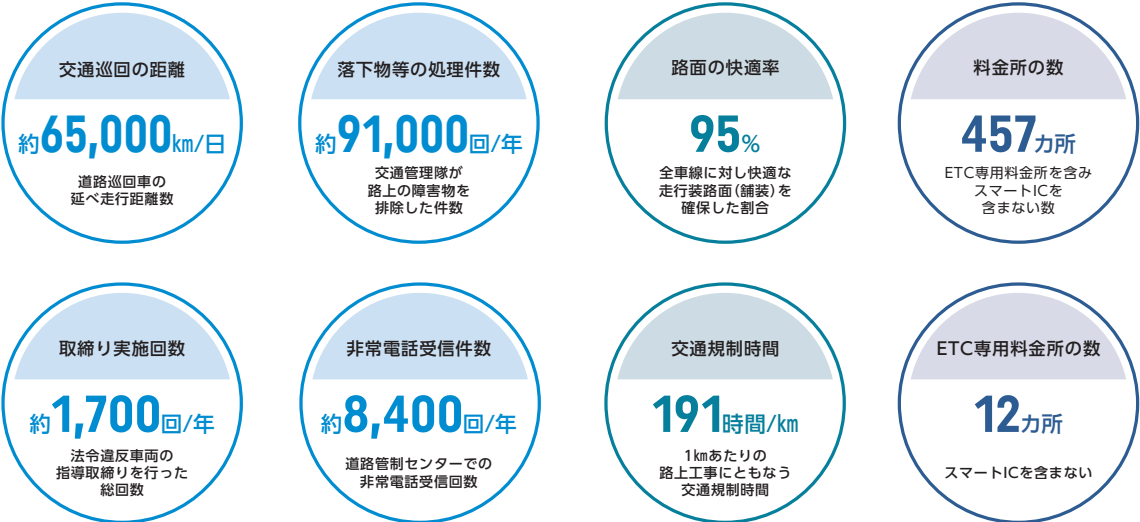 交通巡回の距離
約65,000km/日
道路巡回車の
延べ走行距離数
落下物等の処理件数
約91,000回/年
交通管理隊が
路上の障害物を
排除した件数
路面の快適率
95%
全車線に対し快適な
走行装路面(舗装)を
確保した割合
料金所の数
457カ所
ETC専用料金所を含み
スマートICを
含まない数
取締り実施回数
約1,700回/年
法令違反車両の
指導取締りを行った
総回数
非常電話受信件数
約8,400回/年
道路管制センターでの
非常電話受信回数
交通規制時間
191時間/km
1kmあたりの
路上工事にともなう
交通規制時間
ETC専用料金所の数
12カ所
スマートICを含まない